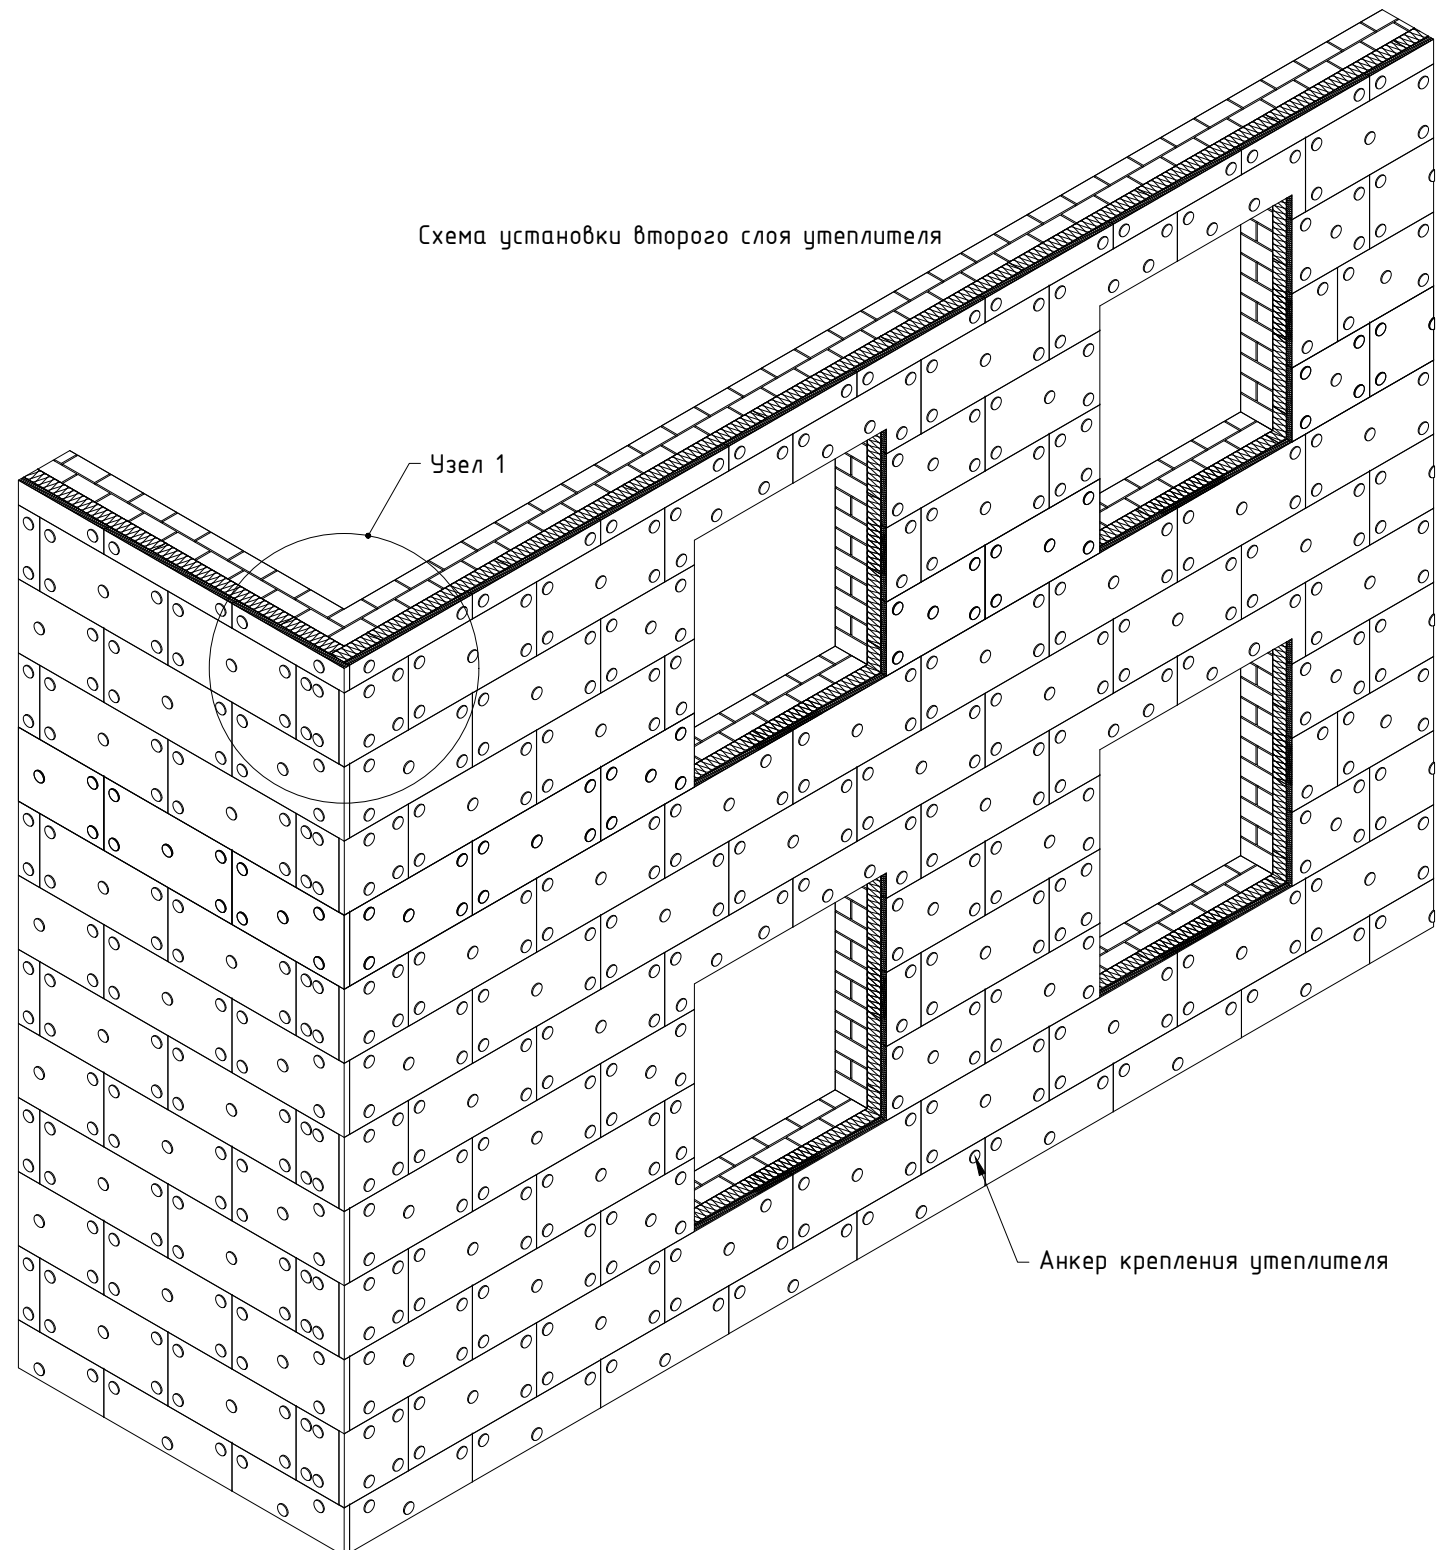 Схема установки второго слоя утеплителя
Узел 1
Анкер крепления утеплителя